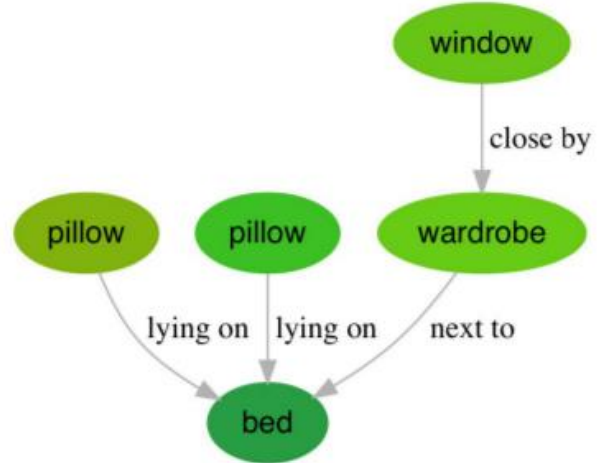 window
close by
pillow
pillow
wardrobe
lying on
lying on
next to
bed